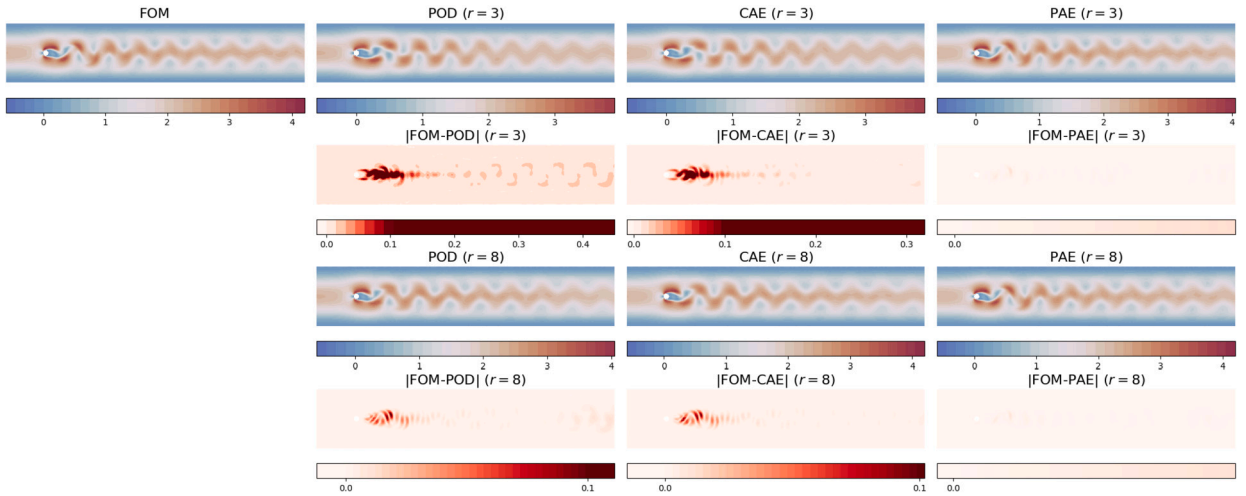 FOM POD (r = 3) CAE (r = 3) PAE (r = 3)
0 1 2 3 4 0 1 2 3 0 1 2 3 0 1 2 3 4
|FOM-POD| (r = 3) |FOM-CAE| (r = 3) |FOM-PAE| (r = 3)
0.0 0.1 0.2 0.3 0.4 0.0 0.1 0.2 0.3 0.0
POD (r = 8) CAE (r = 8) PAE (r = 8)
0 1 2 3 4 0 1 2 3 4 0 1 2 3 4
|FOM-POD| (r = 8) |FOM-CAE| (r = 8) |FOM-PAE| (r = 8)
0.0 0.1 0.0 0.1 0.0